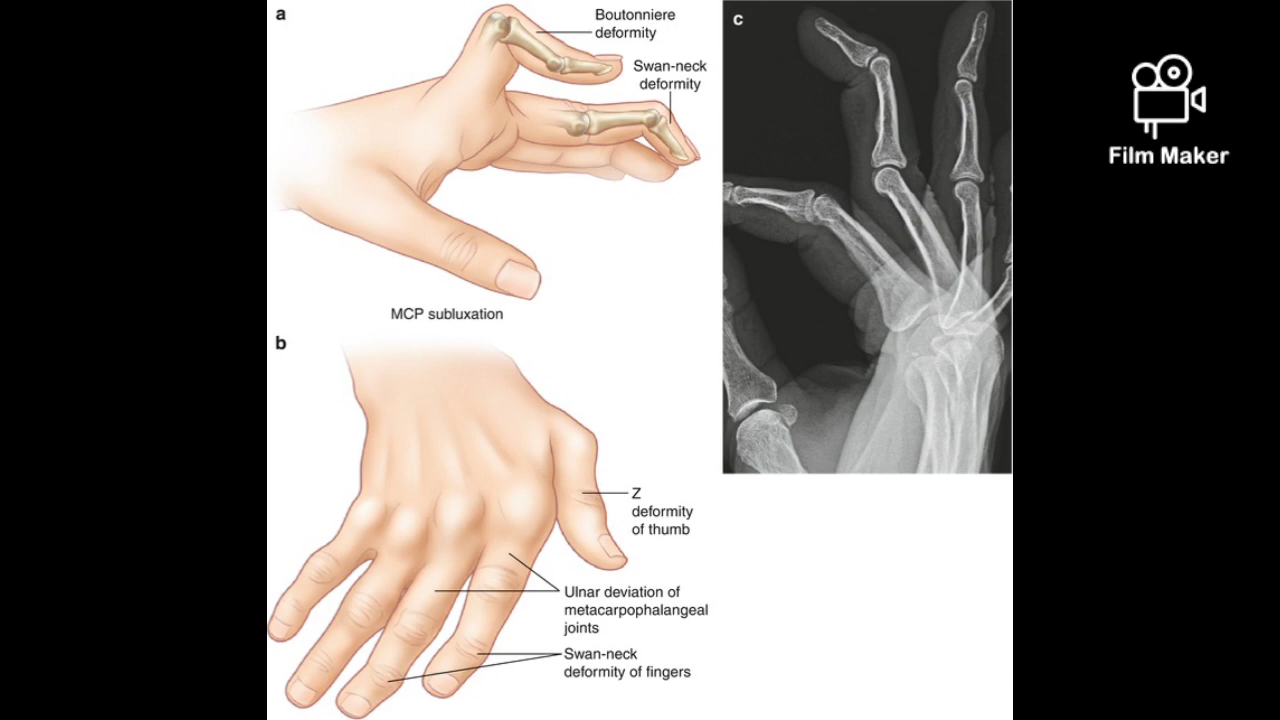 a
Boutonniere
deformity
Swan-neck
deformity
MCP subluxation
b
Z
deformity
of thumb
Ulnar deviation of
metacarpophalangeal
joints
Swan-neck
deformity of fingers
c
Film Maker